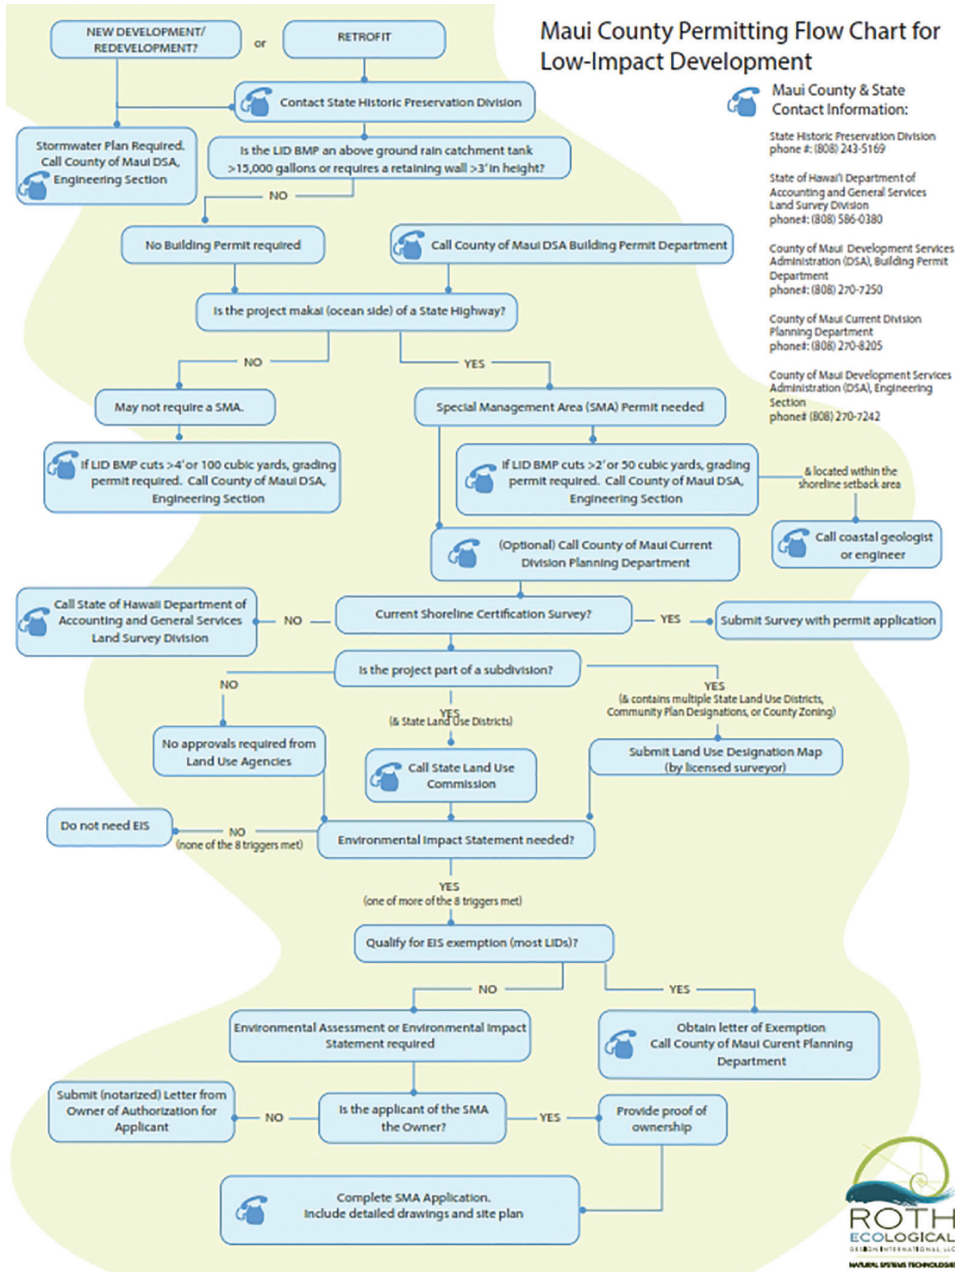 Maui County Permitting Flow Chart for
Low-Impact Development
NEW DEVELOPMENT/
REDEVELOPMENT?
or
RETROFIT
Contact State Historic Preservation Division
Stormwater Plan Required.
Call County of Maui DSA,
Engineering Section
Is the LID BMP an above ground rain catchment tank
>15,000 gallons or requires a retaining wall >3' in height?
NO
No Building Permit required
Call County of Maui DSA Building Permit Department
Is the project makai (ocean side) of a State Highway?
NO
YES
May not require a SMA.
Special Management Area (SMA) Permit needed
If LID BMP cuts >4' or 100 cubic yards, grading
permit required. Call County of Maui DSA,
Engineering Section
If LID BMP cuts >2' or 50 cubic yards, grading
permit required. Call County of Maui DSA,
Engineering Section
& located within the
shoreline setback area
Call coastal geologist
or engineer
(Optional) Call County of Maui Current
Division Planning Department
Call State of Hawaii Department of
Accounting and General Services
Land Survey Division
NO
Current Shoreline Certification Survey?
YES
Submit Survey with permit application
Is the project part of a subdivision?
NO
YES
(& State Land Use Districts)
YES
(& contains multiple State Land Use Districts,
Community Plan Designations, or County Zoning)
No approvals required from
Land Use Agencies
Call State Land Use
Commission
Submit Land Use Designation Map
(by licensed surveyor)
Do not need EIS
NO
(none of the 8 triggers met)
Environmental Impact Statement needed?
YES
(one of more of the 8 triggers met)
Qualify for EIS exemption (most LIDs)?
NO
YES
Environmental Assessment or Environmental Impact
Statement required
Obtain letter of Exemption
Call County of Maui Curent Planning
Department
Submit (notarized) Letter from
Owner of Authorization for
Applicant
NO
Is the applicant of the SMA
the Owner?
YES
Provide proof of
ownership
Complete SMA Application.
Include detailed drawings and site plan
Maui County & State
Contact Information:
State Historic Preservation Division
phone #: (808) 243-5169
State of Hawai'i Department of
Accounting and General Services
Land Survey Division
phone#: (808) 586-0380
County of Maui Development Services
Administration (DSA), Building Permit
Department
phone#: (808) 270-7250
County of Maui Current Division
Planning Department
phone#: (808) 270-8205
County of Maui Development Services
Administration (DSA), Engineering
Section
phone# (808) 270-7242
ROTH
ECOLOGICAL
DESIGN INTERNATIONAL, LLC
NATURAL SYSTEMS TECHNOLOGIES